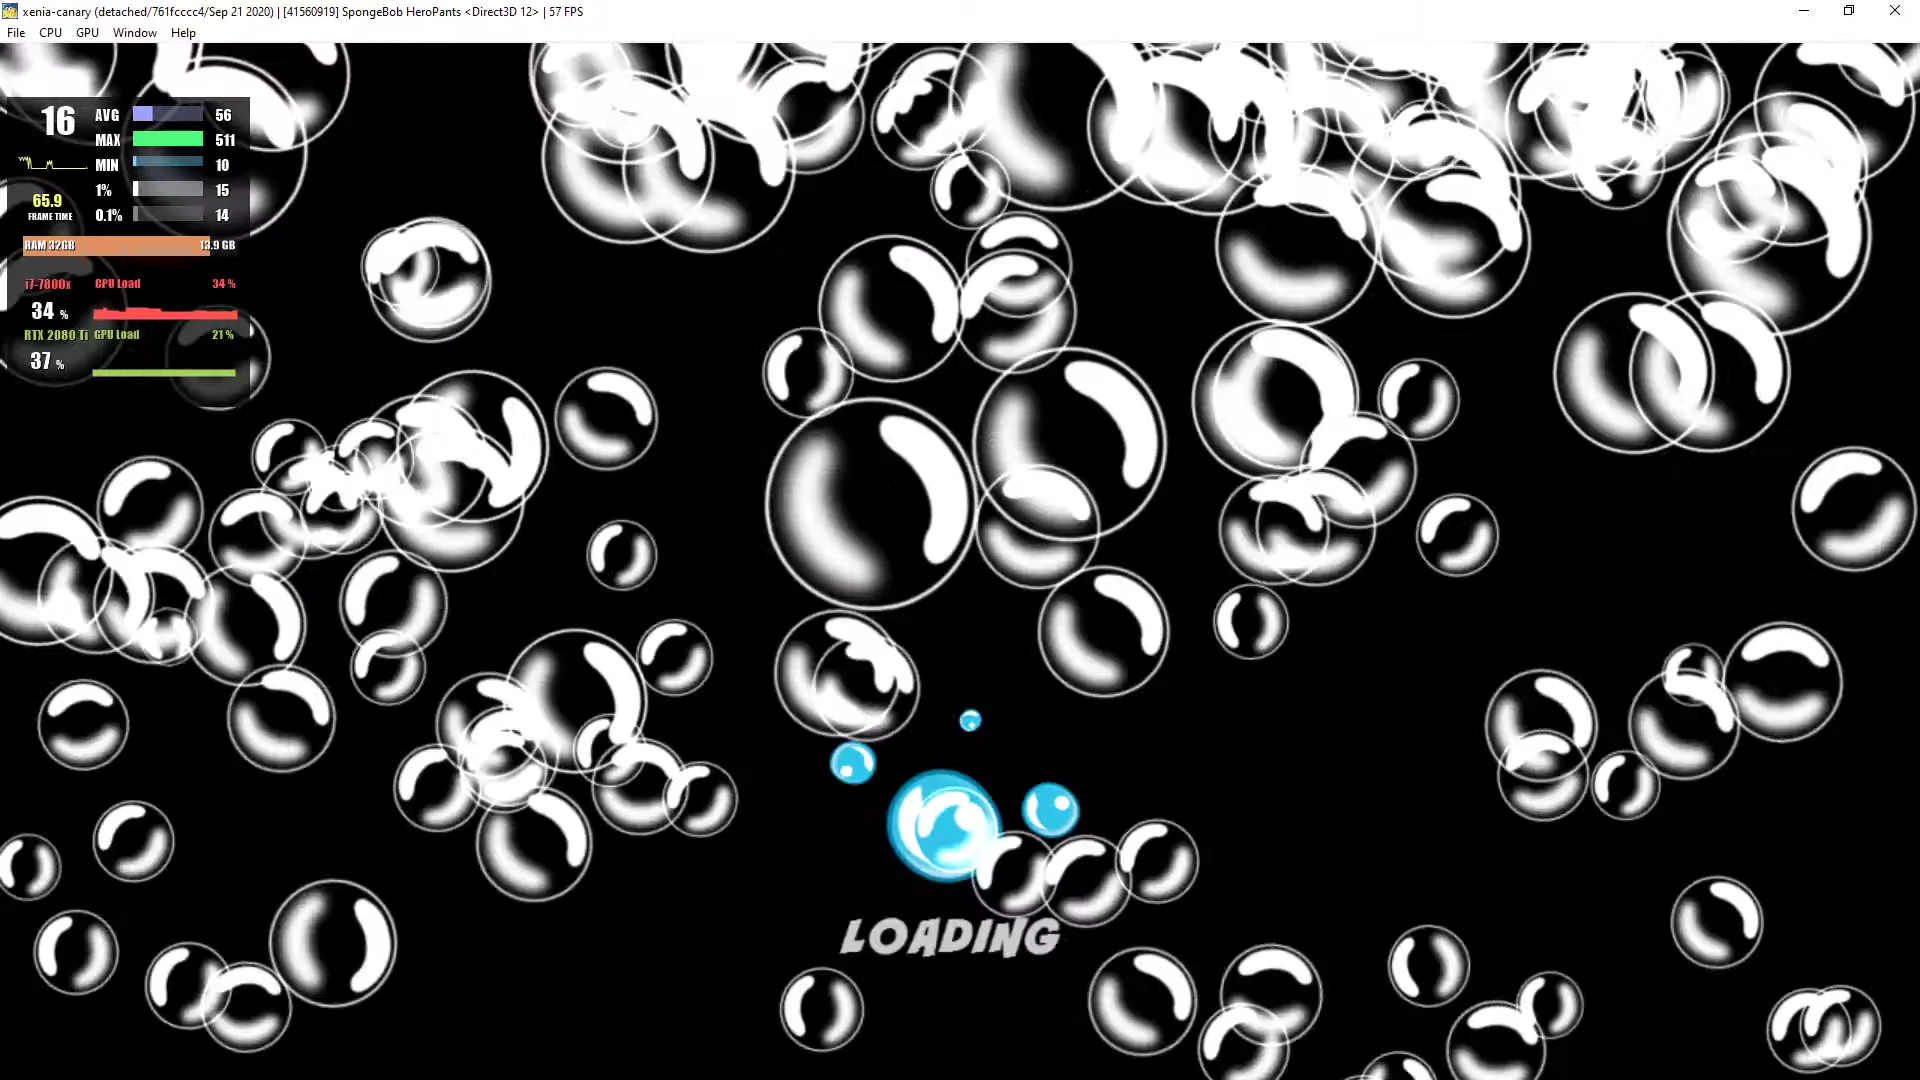 xenia-canary (detached/761fcccc4/Sep 21 2020) | [41560919] SpongeBob HeroPants <Direct3D 12> | 57 FPS
File CPU GPU Window Help
16 AVG 56
MAX 511
MIN 10
65.9 1% 15
FRAME TIME 0.1% 14
RAM 32GB 13.9 GB
i7-7800x CPU Load 34 %
34 %
RTX 2080 Ti GPU Load 21 %
37 %
LOADING